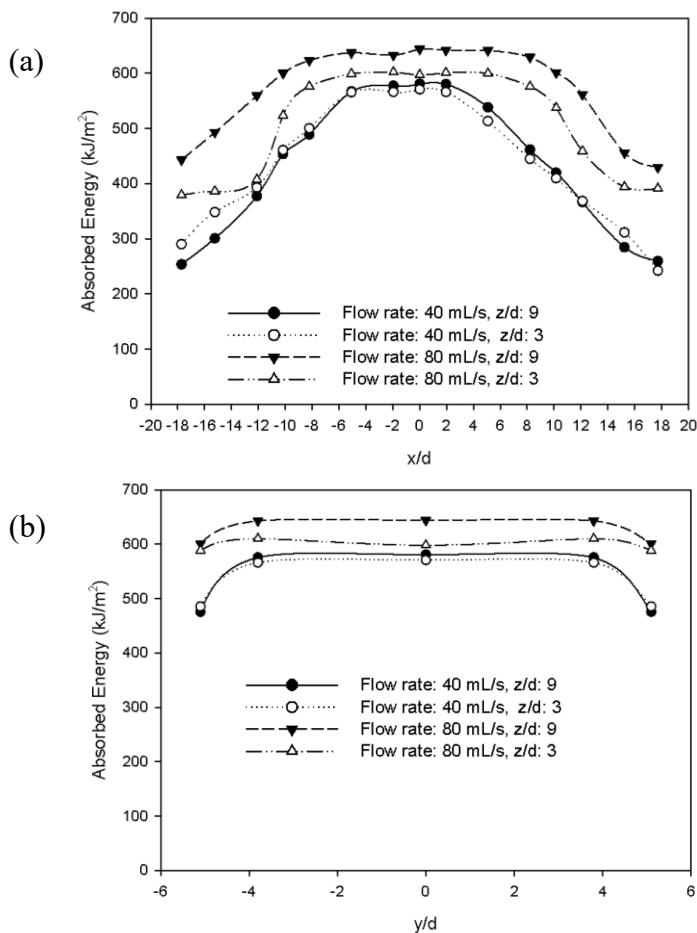 (a)
700
600
500
400
300
200
100
0
Absorbed Energy (kJ/m²)
Flow rate: 40 mL/s, z/d: 9
Flow rate: 40 mL/s, z/d: 3
Flow rate: 80 mL/s, z/d: 9
Flow rate: 80 mL/s, z/d: 3
-20 -18 -16 -14 -12 -10 -8 -6 -4 -2 0 2 4 6 8 10 12 14 16 18 20
x/d
(b)
700
600
500
400
300
200
100
0
Absorbed Energy (kJ/m²)
Flow rate: 40 mL/s, z/d: 9
Flow rate: 40 mL/s, z/d: 3
Flow rate: 80 mL/s, z/d: 9
Flow rate: 80 mL/s, z/d: 3
-6 -4 -2 0 2 4 6
y/d